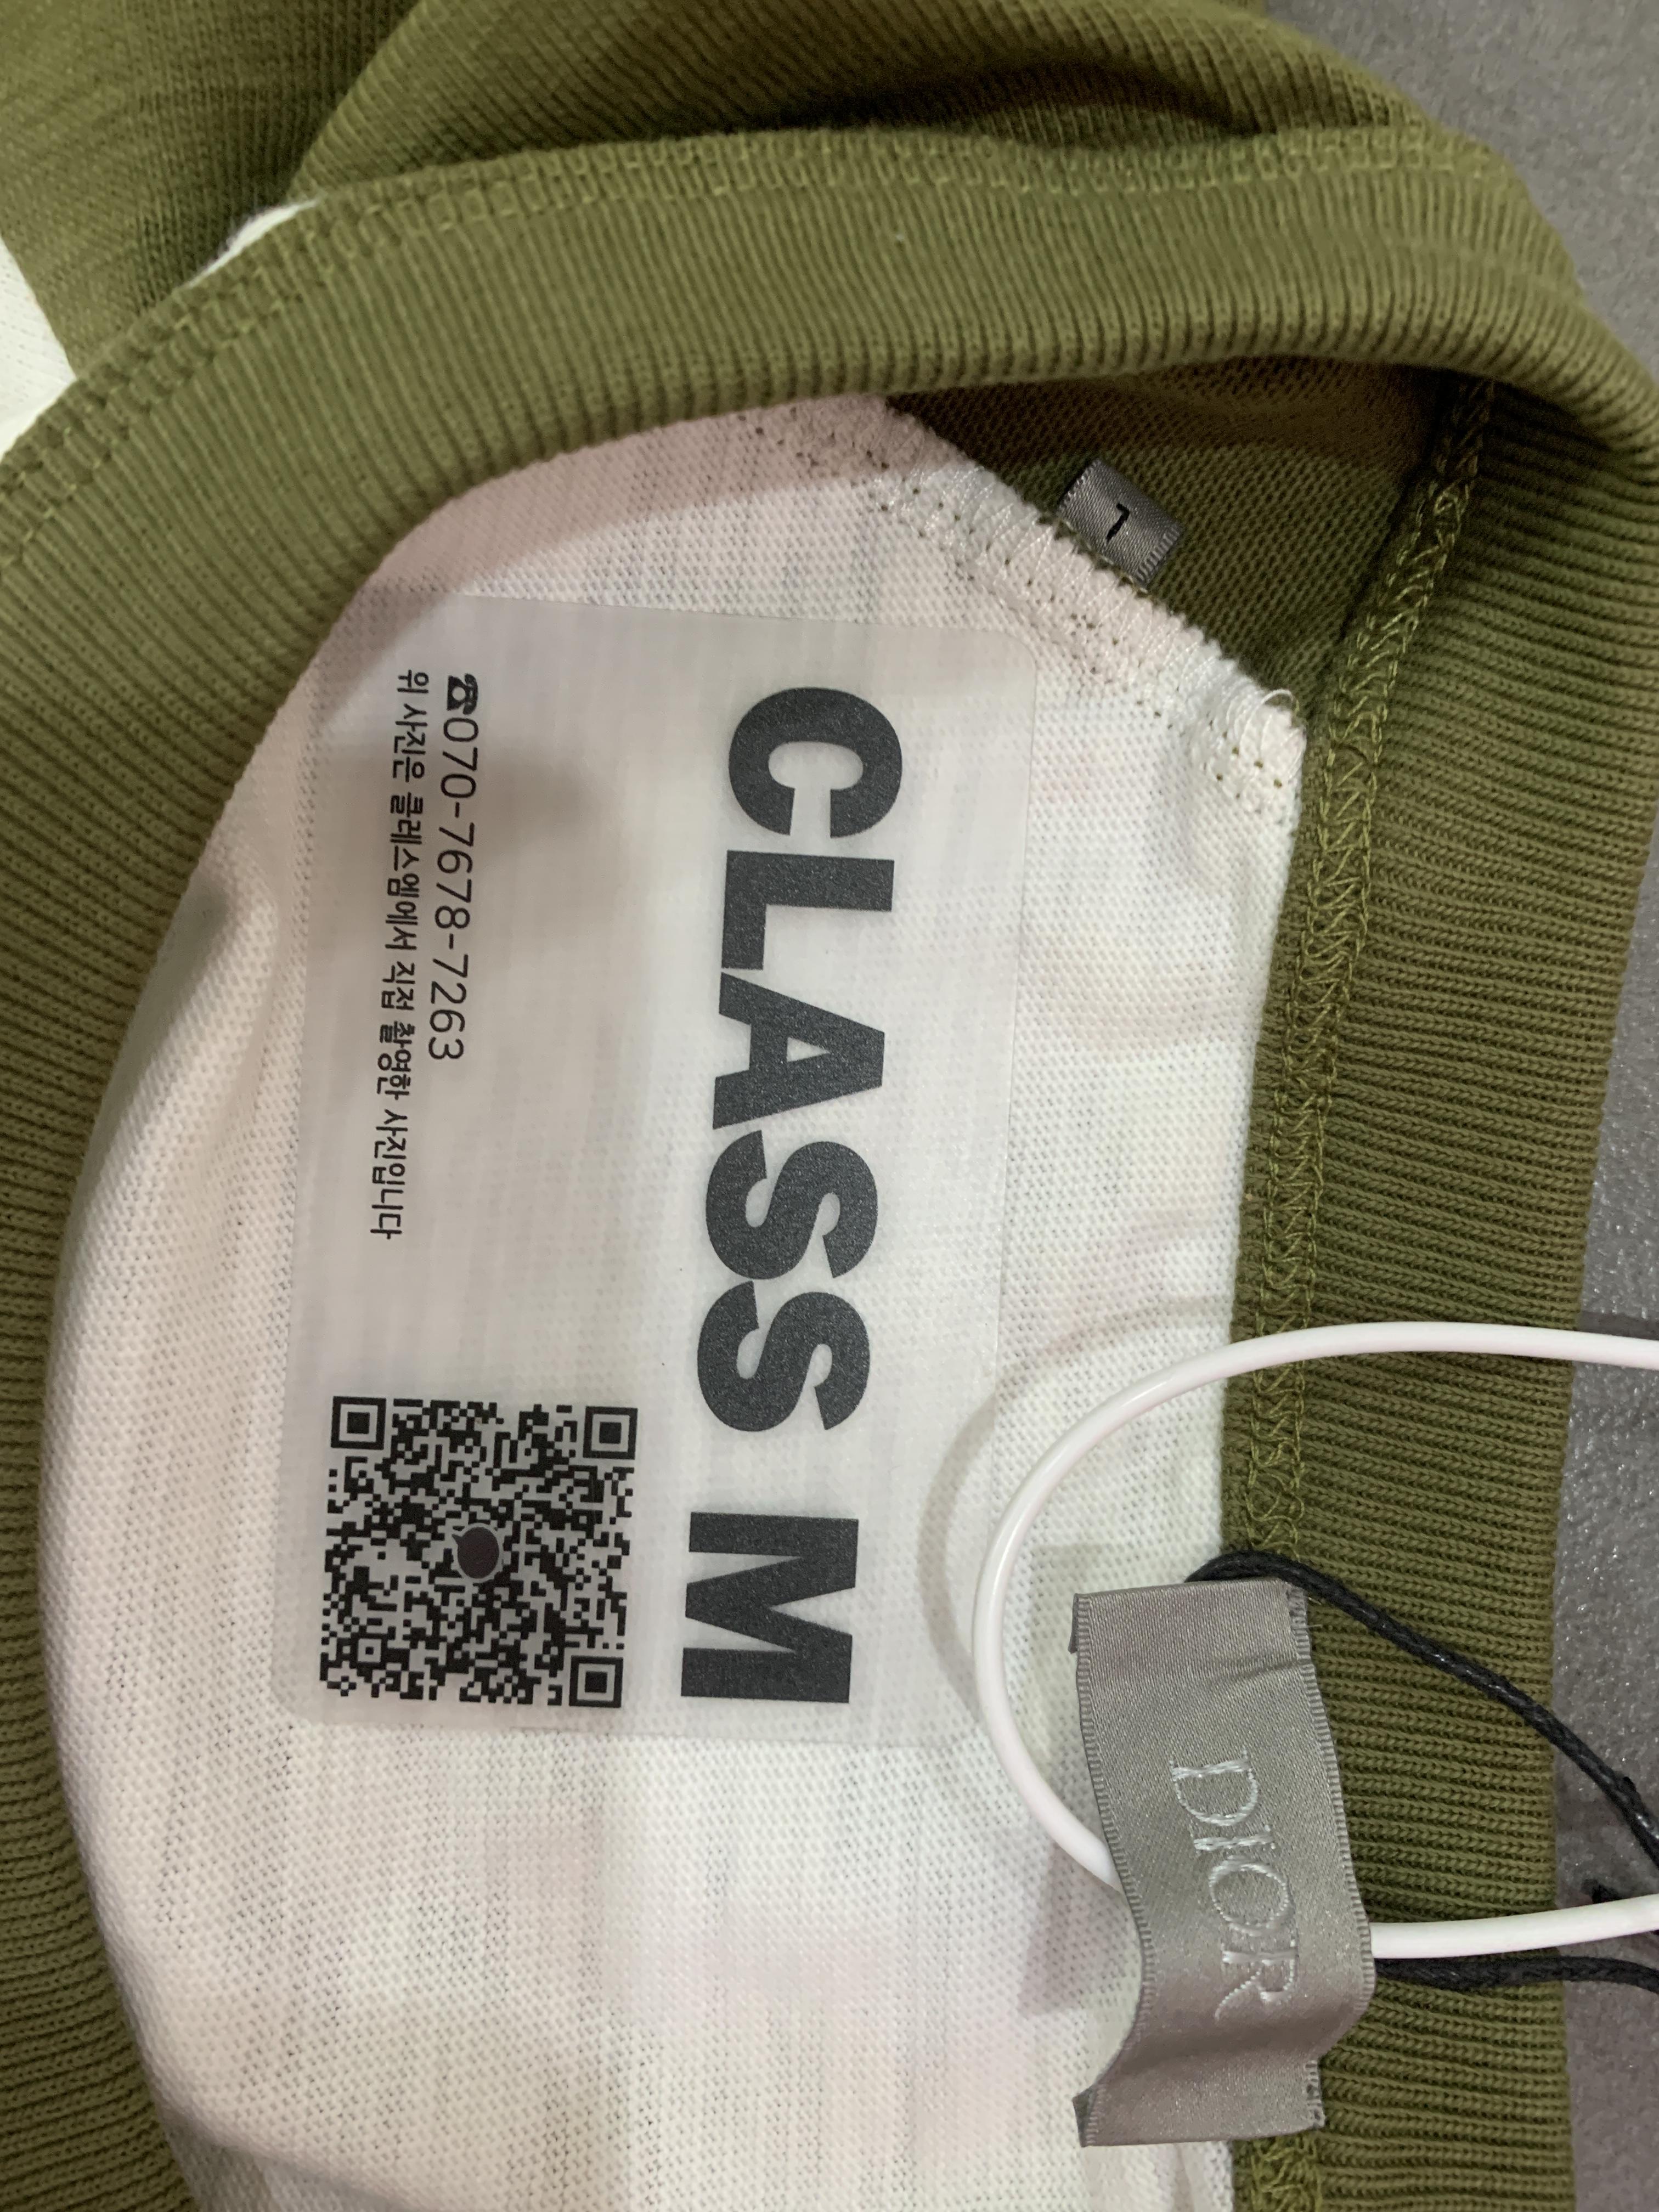 CLASS M
☎070-7678-7263
위 사진은 클래스엠에서 직접 촬영한 사진입니다
L
DIOR